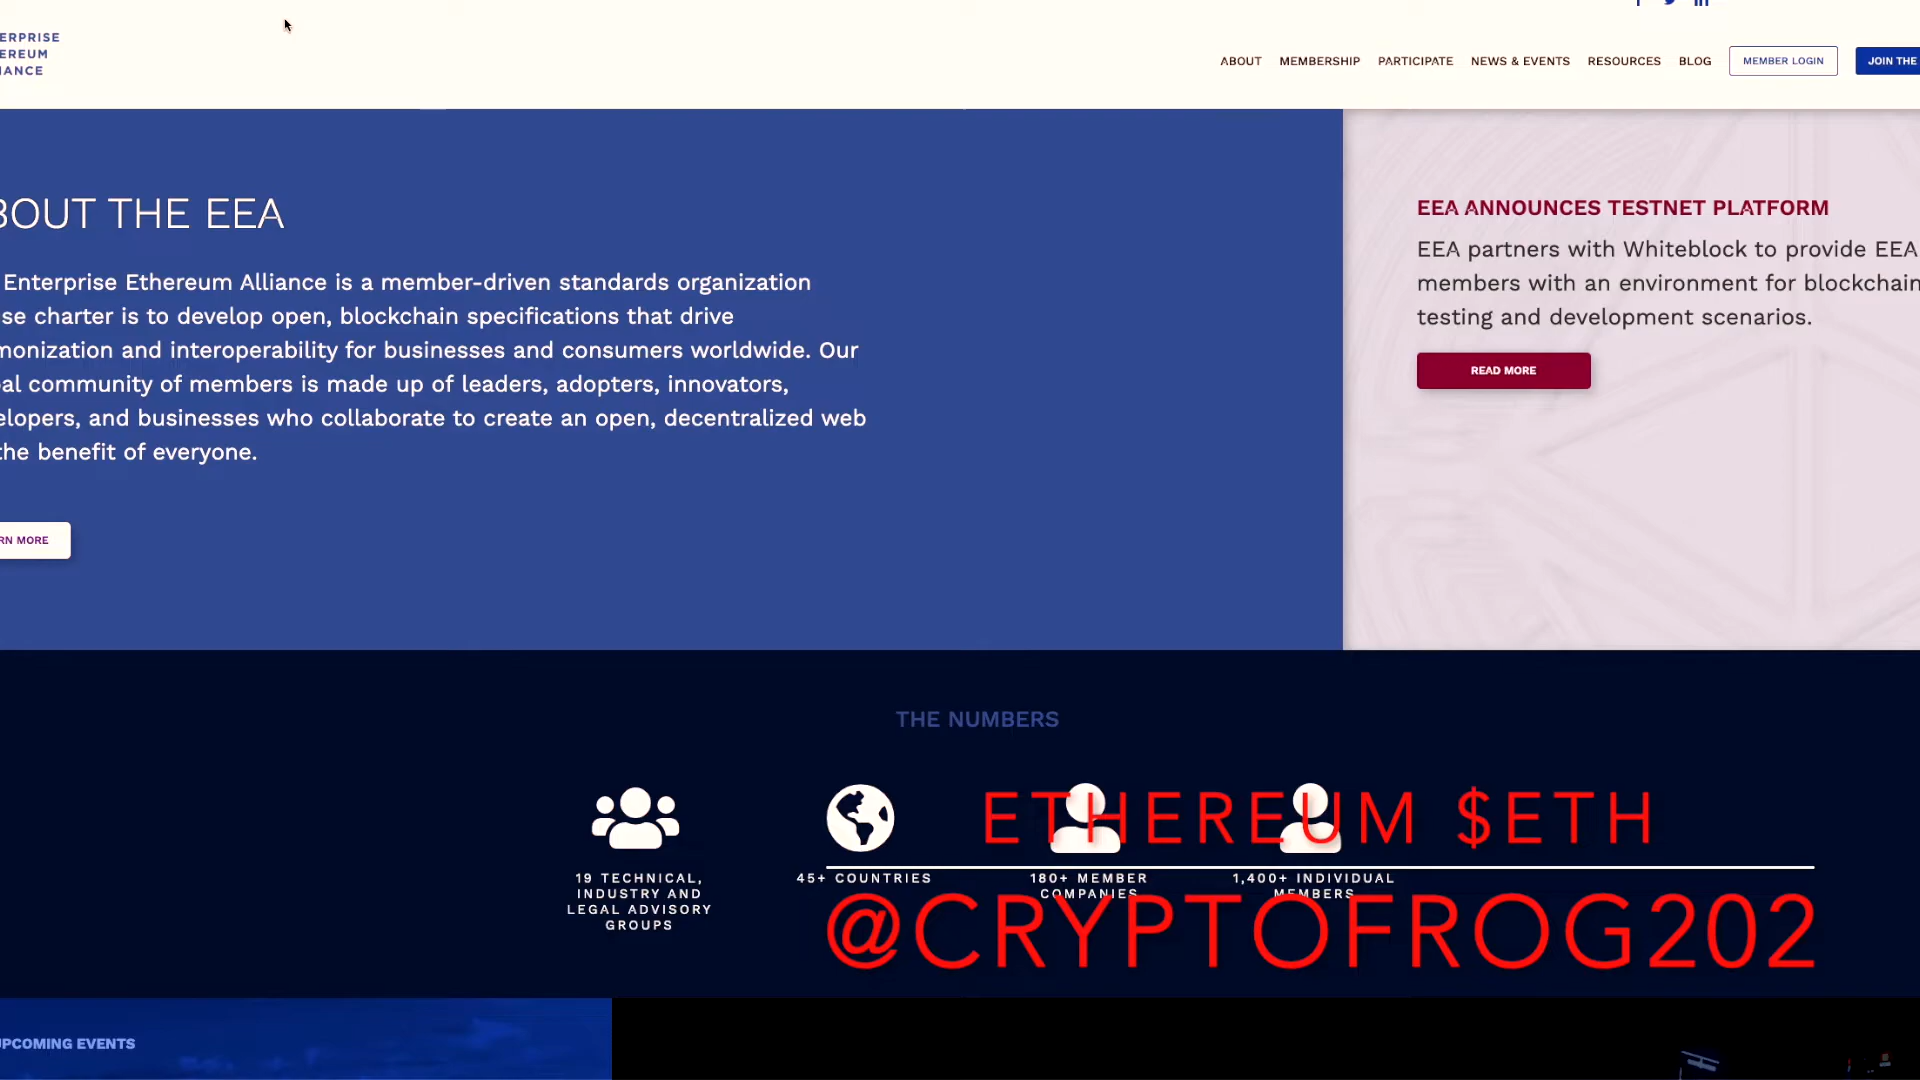 ERPRISE
EREUM
IANCE
ABOUT MEMBERSHIP PARTICIPATE NEWS & EVENTS RESOURCES BLOG MEMBER LOGIN JOIN THE
BOUT THE EEA
Enterprise Ethereum Alliance is a member-driven standards organization
se charter is to develop open, blockchain specifications that drive
monization and interoperability for businesses and consumers worldwide. Our
al community of members is made up of leaders, adopters, innovators,
elopers, and businesses who collaborate to create an open, decentralized web
the benefit of everyone.
RN MORE
EEA ANNOUNCES TESTNET PLATFORM
EEA partners with Whiteblock to provide EEA
members with an environment for blockchain
testing and development scenarios.
READ MORE
THE NUMBERS
19 TECHNICAL,
INDUSTRY AND
LEGAL ADVISORY
GROUPS
45+ COUNTRIES
180+ MEMBER
COMPANIES
1,400+ INDIVIDUAL
MEMBERS
ETHEREUM $ETH
@CRYPTOFROG202
UPCOMING EVENTS